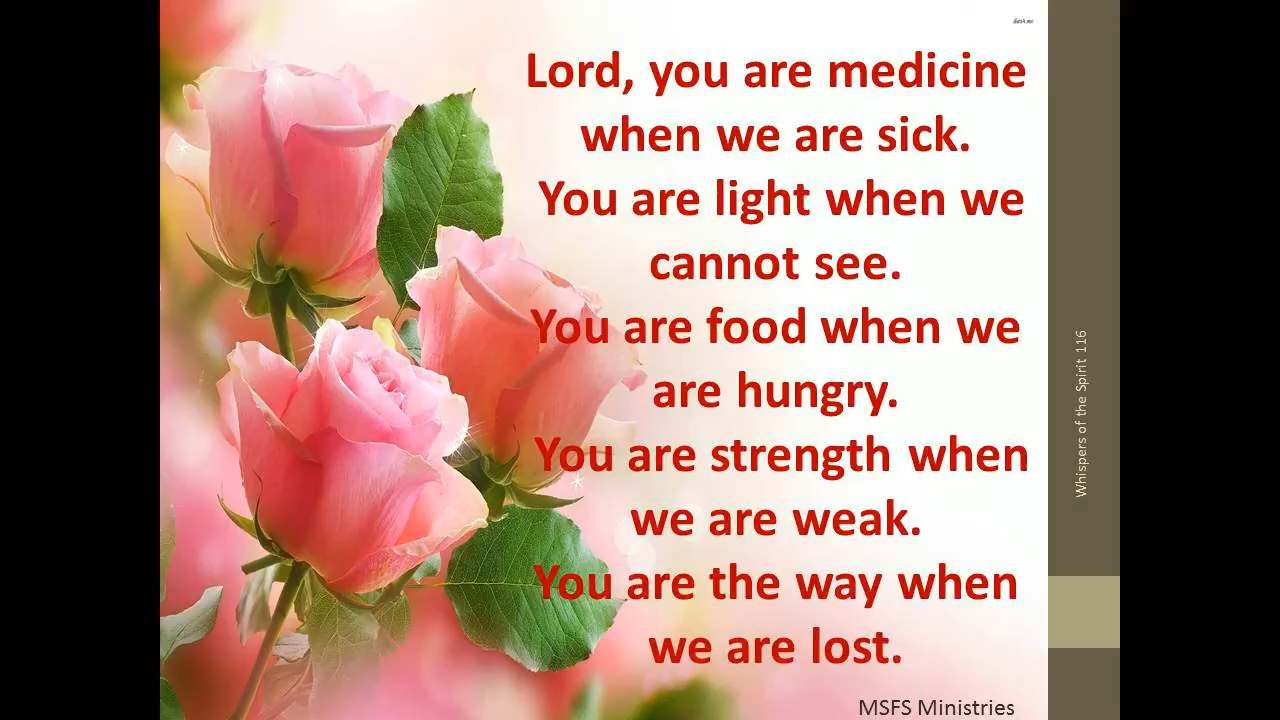 Lord, you are medicine
when we are sick.
You are light when we
cannot see.
You are food when we
are hungry.
You are strength when
we are weak.
You are the way when
we are lost.
MSFS Ministries
Whispers of the Spirit 116